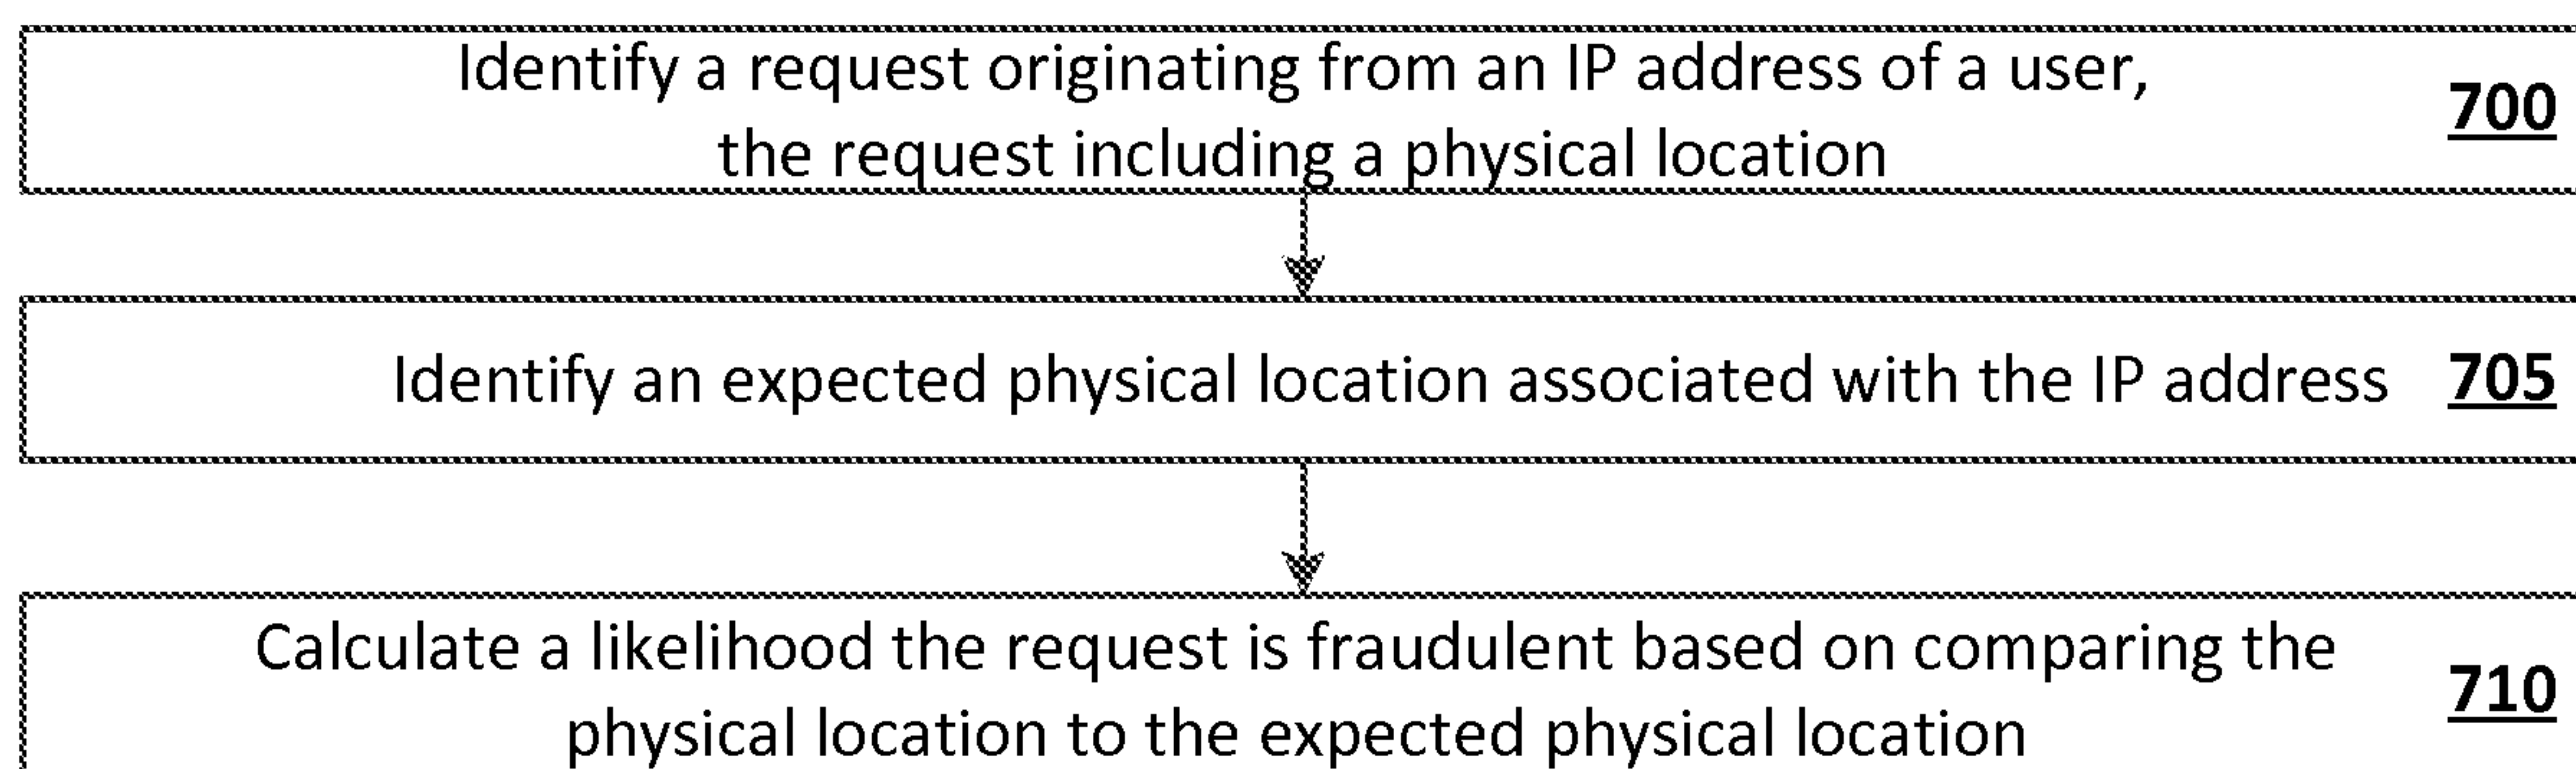 Identify a request originating from an IP address of a user,
the request including a physical location
700
Identify an expected physical location associated with the IP address 705
Calculate a likelihood the request is fraudulent based on comparing the
physical location to the expected physical location
710